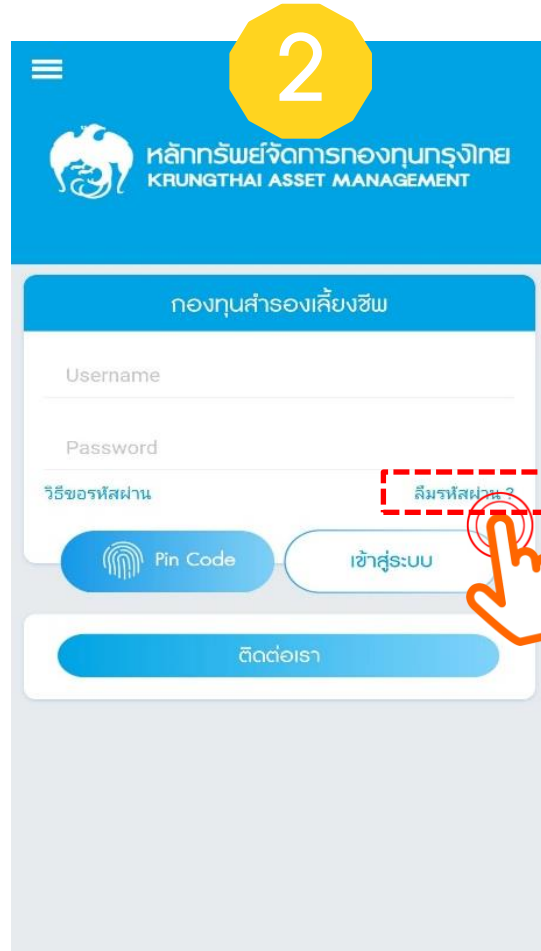 2
หลักทรัพย์จัดการกองทุนกรุงไทย
KRUNGTHAI ASSET MANAGEMENT
กองทุนสำรองเลี้ยงชีพ
Username
Password
วิธีขอรหัสผ่าน ลืมรหัสผ่าน ?
Pin Code เข้าสู่ระบบ
ติดต่อเรา